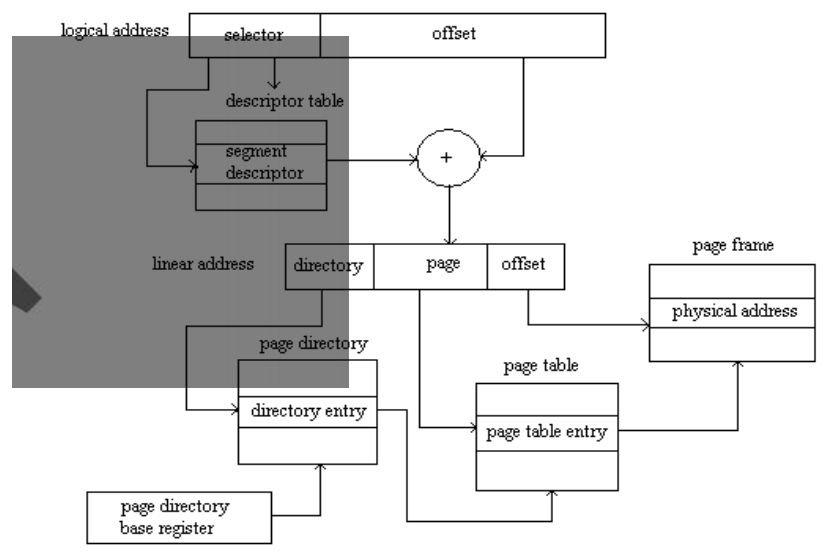 logical address
selector
offset
descriptor table
segment
descriptor
+
linear address
directory
page
offset
page frame
physical address
page directory
directory entry
page table
page table entry
page directory
base register